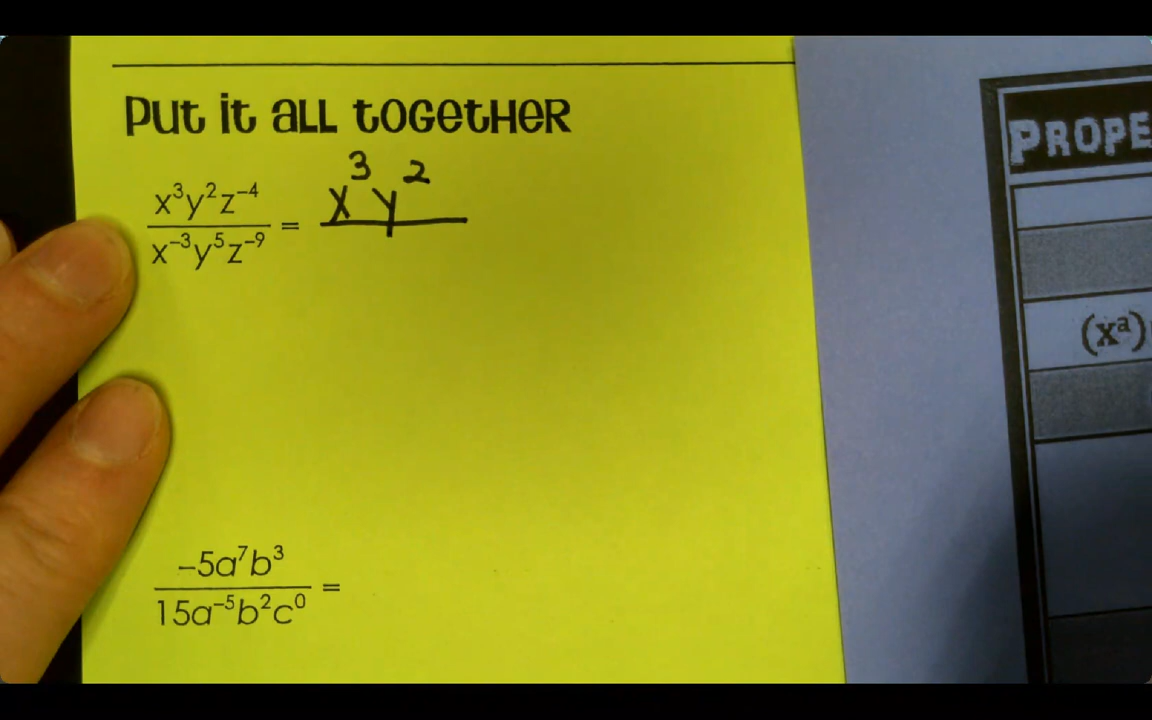 Put it all together
x³y²z⁻⁴ / x⁻³y⁵z⁻⁹ = x³y² /
-5a⁷b³ / 15a⁻⁵b²c⁰ =
PROPE
(xᵃ)